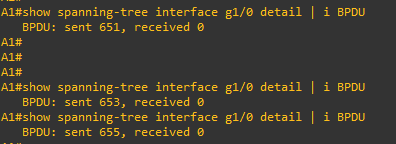 A1#show spanning-tree interface g1/0 detail | i BPDU
   BPDU: sent 651, received 0
A1#
A1#
A1#
A1#show spanning-tree interface g1/0 detail | i BPDU
   BPDU: sent 653, received 0
A1#show spanning-tree interface g1/0 detail | i BPDU
   BPDU: sent 655, received 0